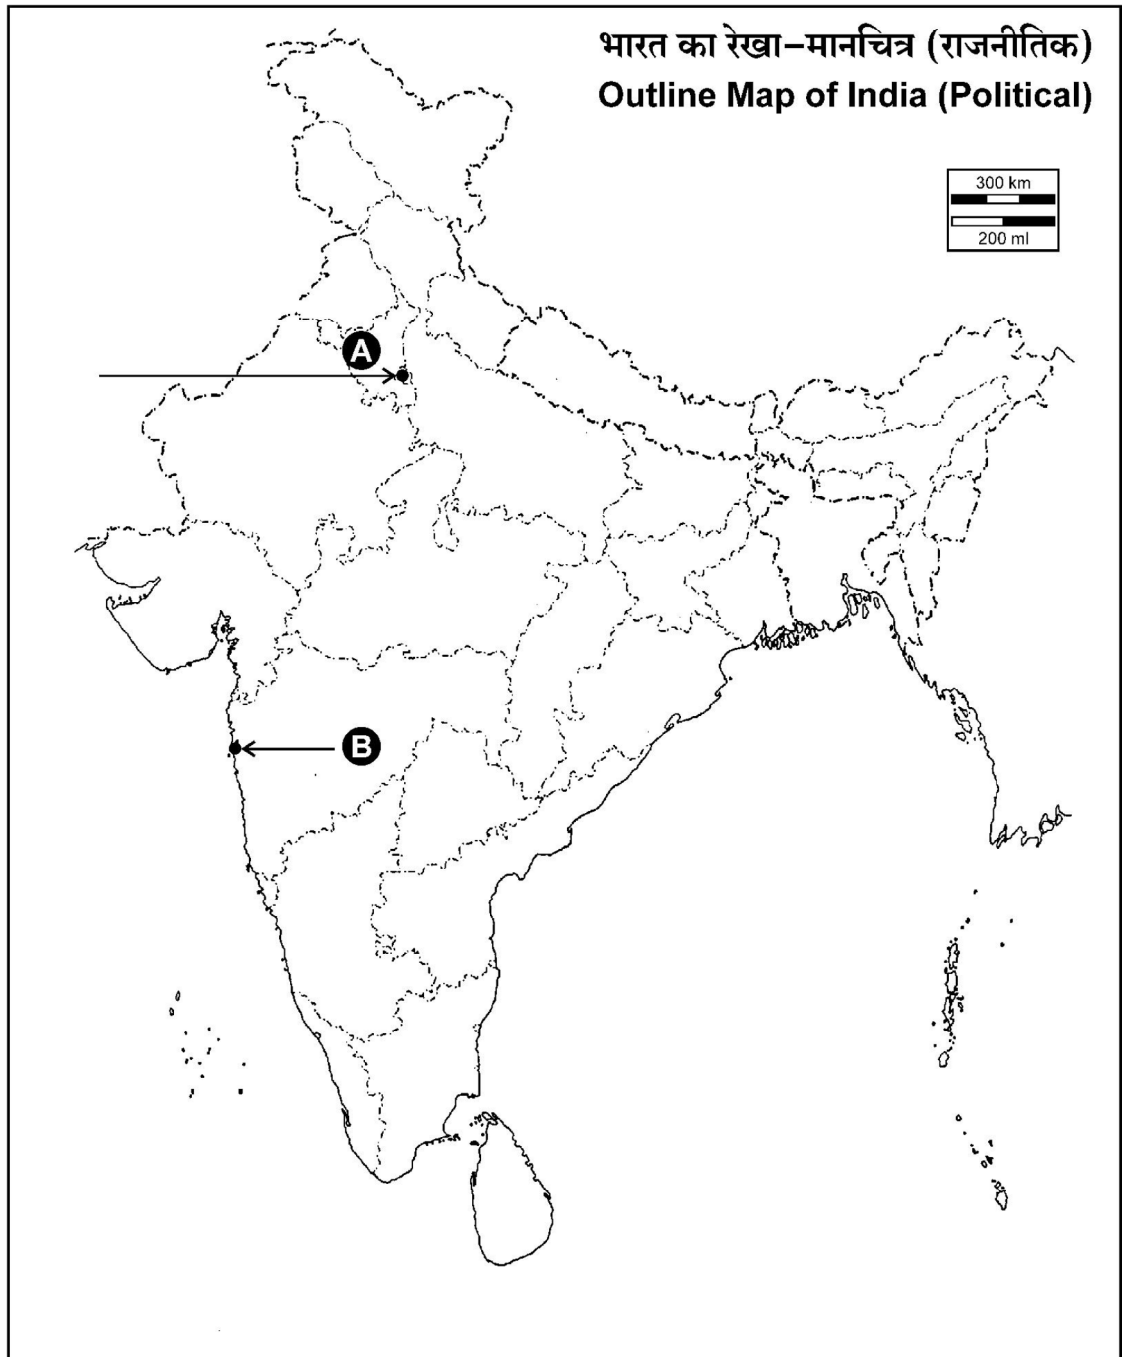 भारत का रेखा–मानचित्र (राजनीतिक)
Outline Map of India (Political)
300 km
200 ml
A
B